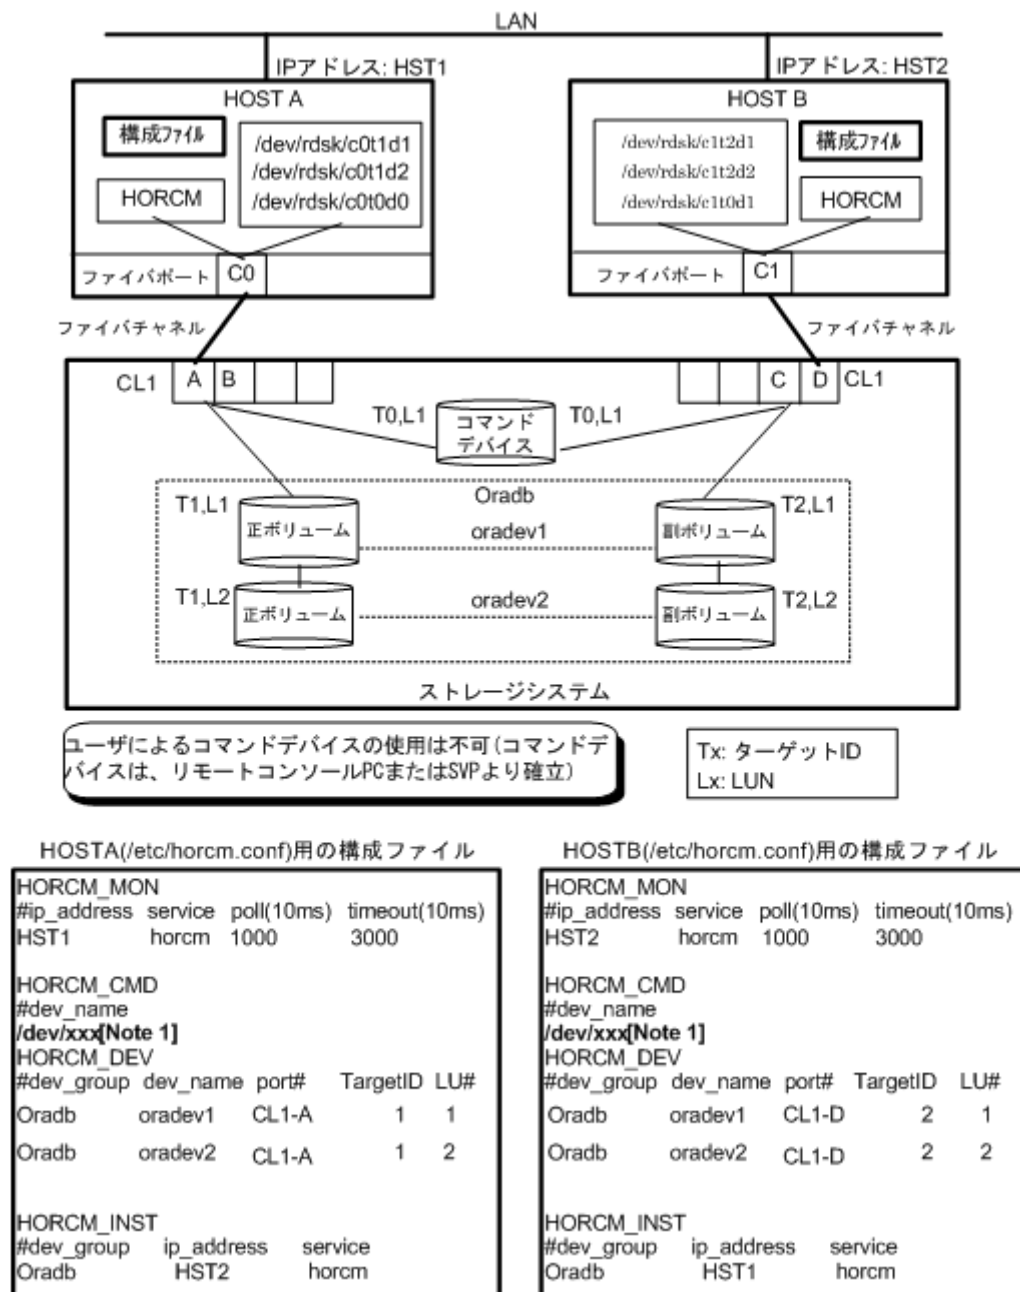 LAN
IPアドレス: HST1
IPアドレス: HST2
HOST A
構成ファイル
/dev/rdsk/c0t1d1
/dev/rdsk/c0t1d2
/dev/rdsk/c0t0d0
HORCM
ファイバポート C0
HOST B
/dev/rdsk/c1t2d1
/dev/rdsk/c1t2d2
/dev/rdsk/c1t0d1
構成ファイル
HORCM
ファイバポート C1
ファイバチャネル
ファイバチャネル
CL1 A B
C D CL1
T0,L1
コマンド
デバイス
T0,L1
Oradb
T1,L1
正ボリューム
oradev1
副ボリューム
T2,L1
T1,L2
正ボリューム
oradev2
副ボリューム
T2,L2
ストレージシステム
ユーザによるコマンドデバイスの使用は不可(コマンドデ
バイスは、リモートコンソールPCまたはSVPより確立)
Tx: ターゲットID
Lx: LUN
HOSTA(/etc/horcm.conf)用の構成ファイル
HORCM_MON
#ip_address service poll(10ms) timeout(10ms)
HST1 horcm 1000 3000
HORCM_CMD
#dev_name
/dev/xxx[Note 1]
HORCM_DEV
#dev_group dev_name port# TargetID LU#
Oradb oradev1 CL1-A 1 1
Oradb oradev2 CL1-A 1 2
HORCM_INST
#dev_group ip_address service
Oradb HST2 horcm
HOSTB(/etc/horcm.conf)用の構成ファイル
HORCM_MON
#ip_address service poll(10ms) timeout(10ms)
HST2 horcm 1000 3000
HORCM_CMD
#dev_name
/dev/xxx[Note 1]
HORCM_DEV
#dev_group dev_name port# TargetID LU#
Oradb oradev1 CL1-D 2 1
Oradb oradev2 CL1-D 2 2
HORCM_INST
#dev_group ip_address service
Oradb HST1 horcm